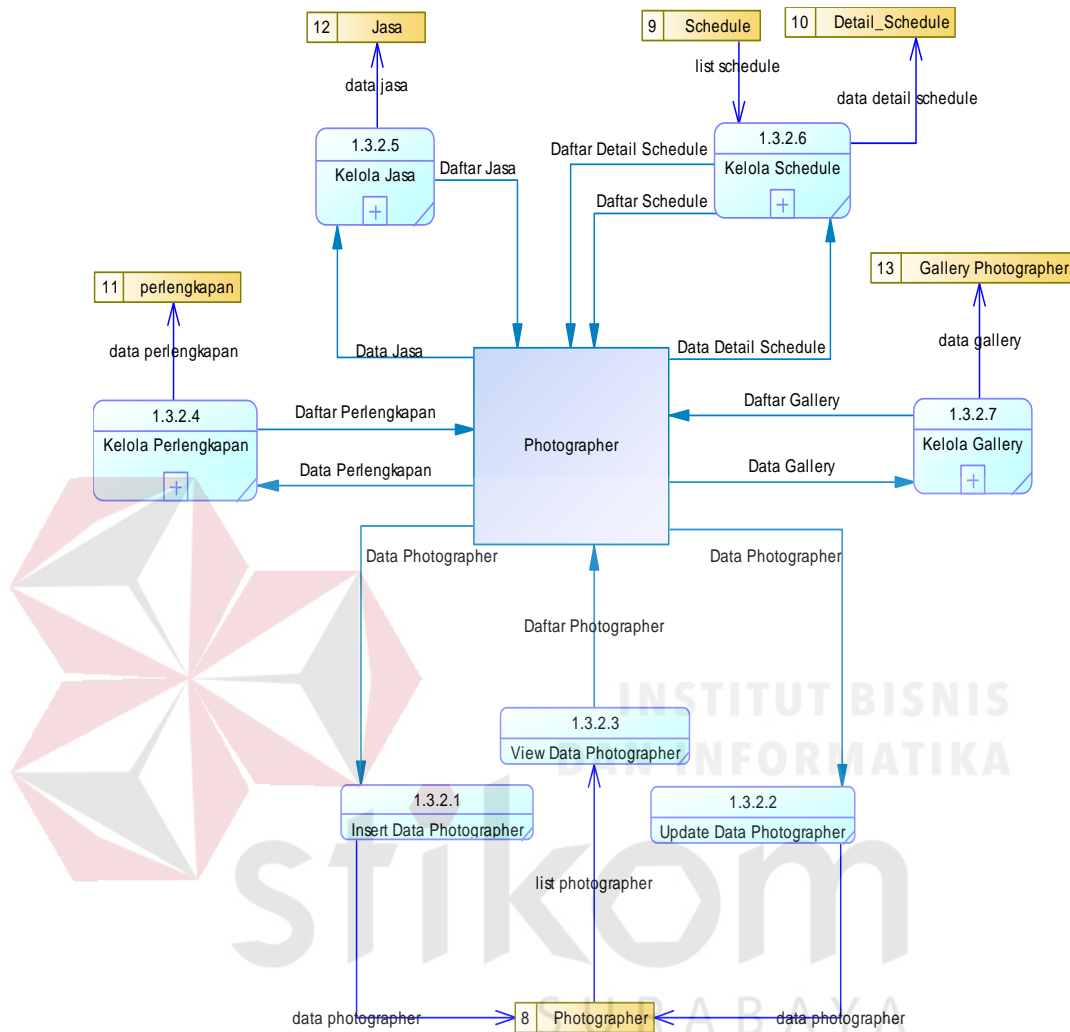 12 Jasa
9 Schedule
10 Detail_Schedule
list schedule
data jasa
data detail schedule
1.3.2.5
Kelola Jasa
Daftar Jasa
Daftar Detail Schedule
1.3.2.6
Kelola Schedule
Daftar Schedule
11 perlengkapan
13 Gallery Photographer
data perlengkapan
Data Jasa
Data Detail Schedule
data gallery
1.3.2.4
Kelola Perlengkapan
Daftar Perlengkapan
Data Perlengkapan
Photographer
Daftar Gallery
Data Gallery
1.3.2.7
Kelola Gallery
Data Photographer
Data Photographer
Daftar Photographer
INSTITUT BISNIS
DAN INFORMATIKA
1.3.2.3
View Data Photographer
1.3.2.1
Insert Data Photographer
1.3.2.2
Update Data Photographer
stikom
list photographer
SURABAYA
data photographer
8 Photographer
data photographer